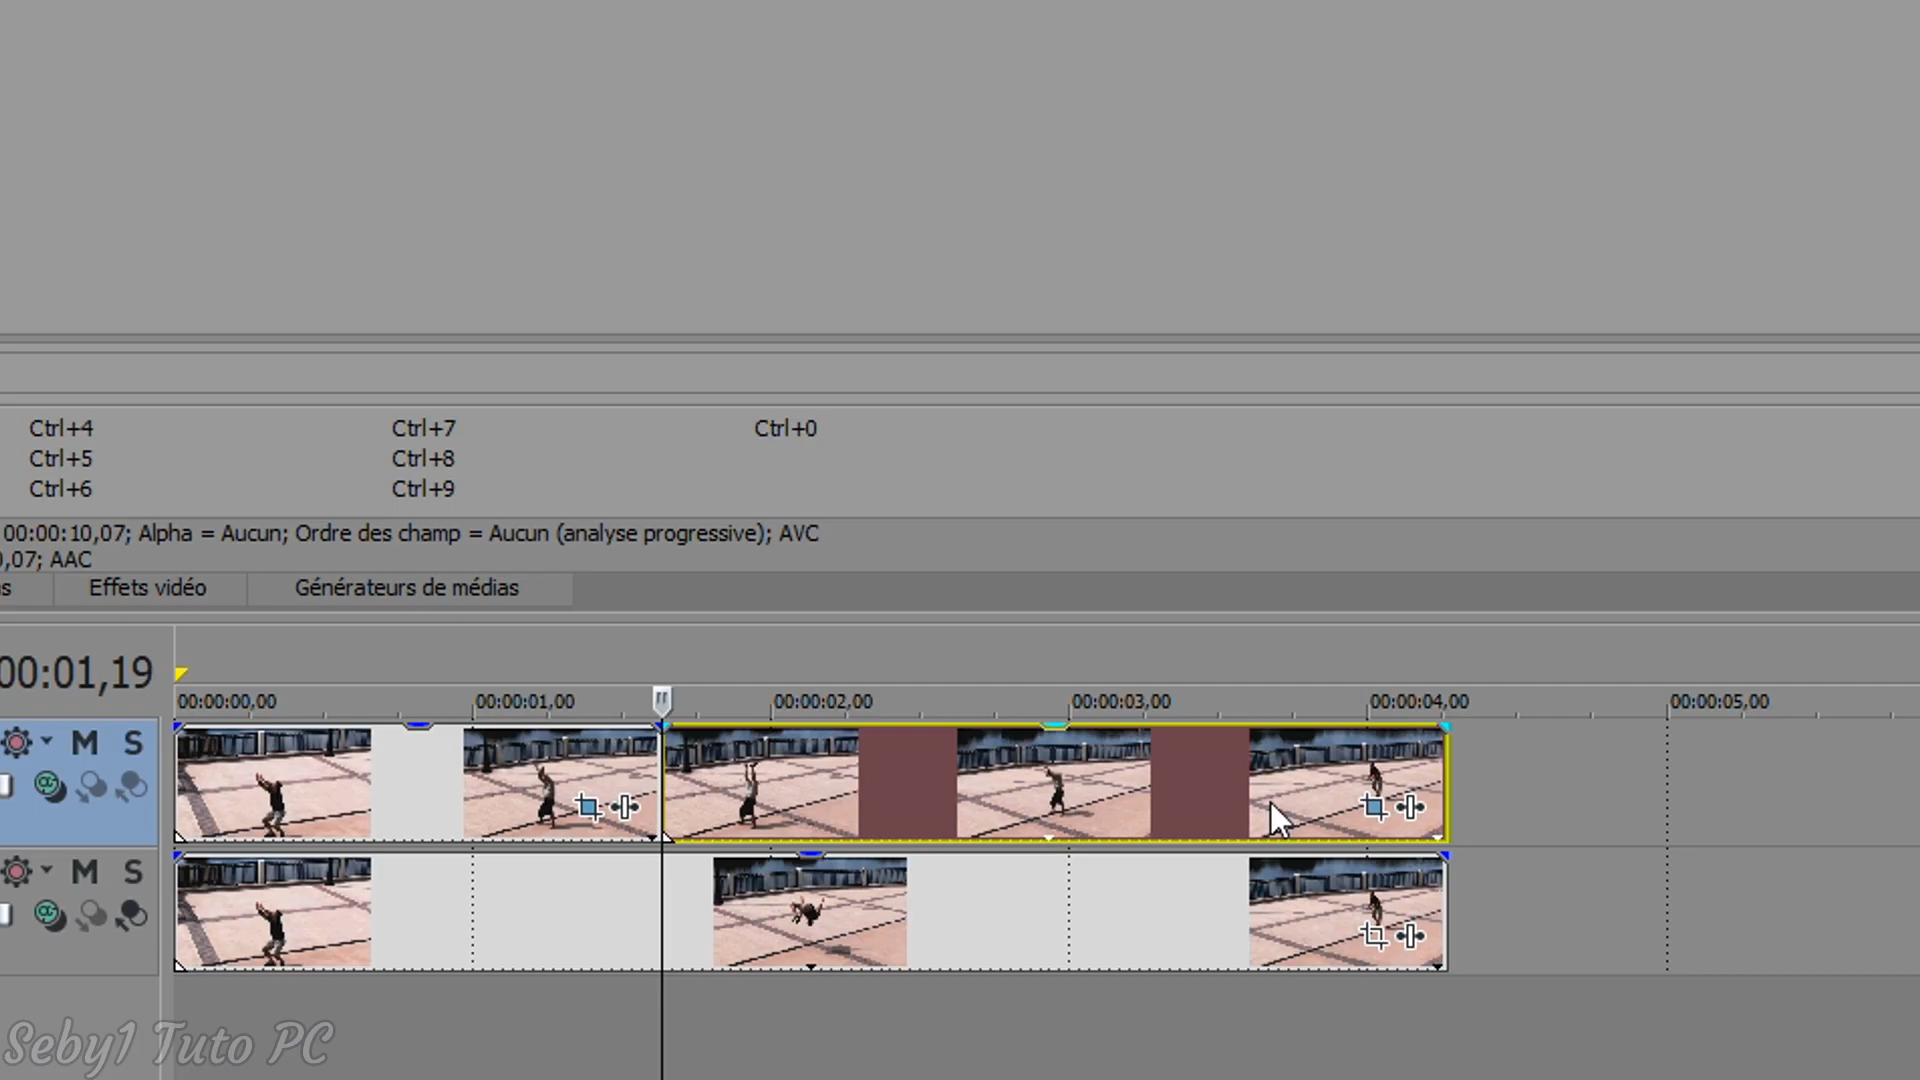 Ctrl+4 Ctrl+7 Ctrl+0
Ctrl+5 Ctrl+8
Ctrl+6 Ctrl+9
00:00:10,07; Alpha = Aucun; Ordre des champ = Aucun (analyse progressive); AVC
0,07; AAC
s Effets vidéo Générateurs de médias
00:01,19
00:00:00,00 00:00:01,00 00:00:02,00 00:00:03,00 00:00:04,00 00:00:05,00
M S
M S
Seby1 Tuto PC